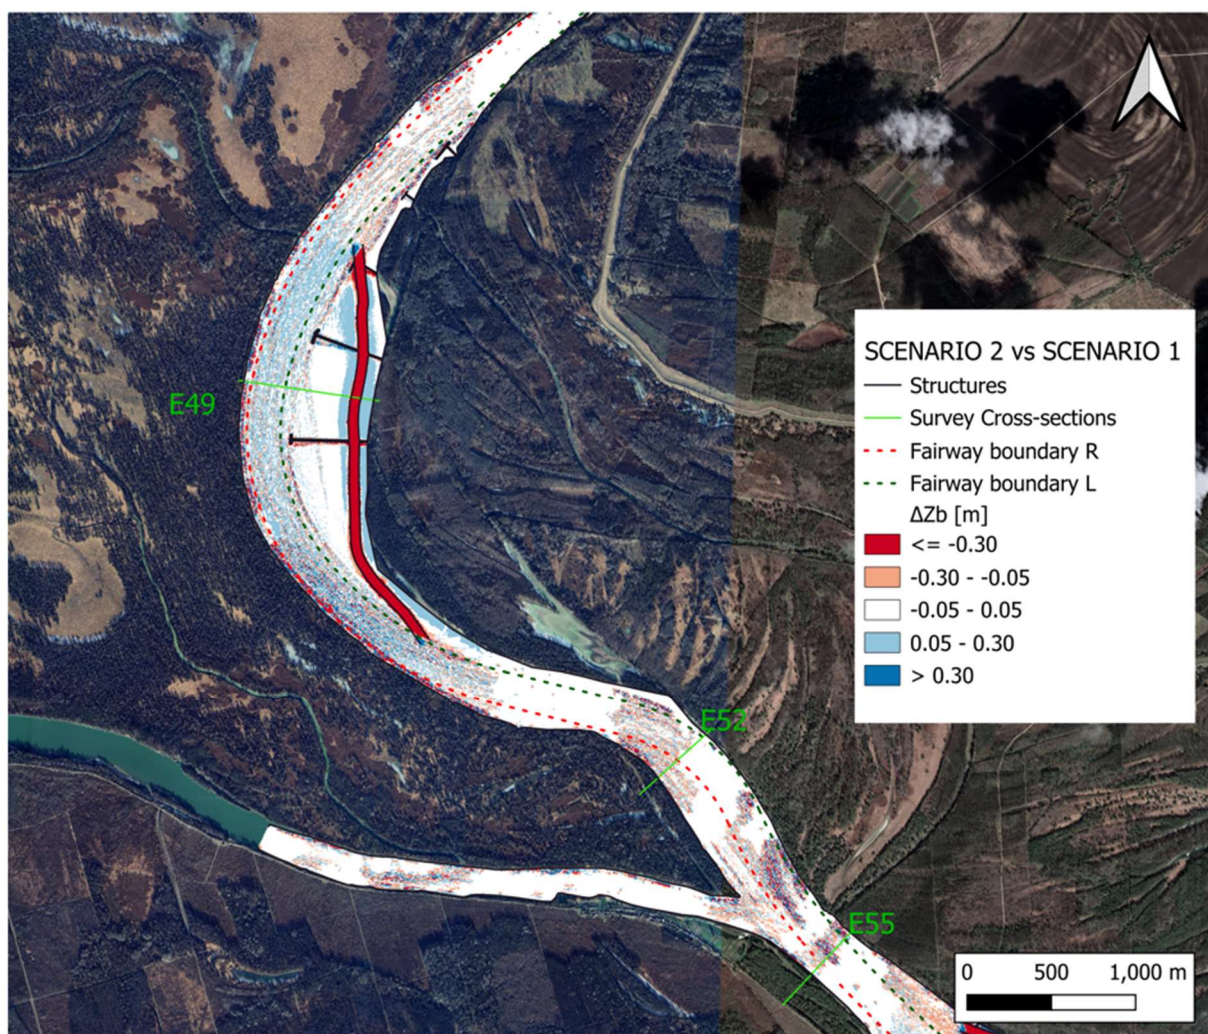 SCENARIO 2 vs SCENARIO 1
Structures
Survey Cross-sections
Fairway boundary R
Fairway boundary L
ΔZb [m]
<= -0.30
-0.30 - -0.05
-0.05 - 0.05
0.05 - 0.30
> 0.30
E49
E52
E55
0 500 1,000 m